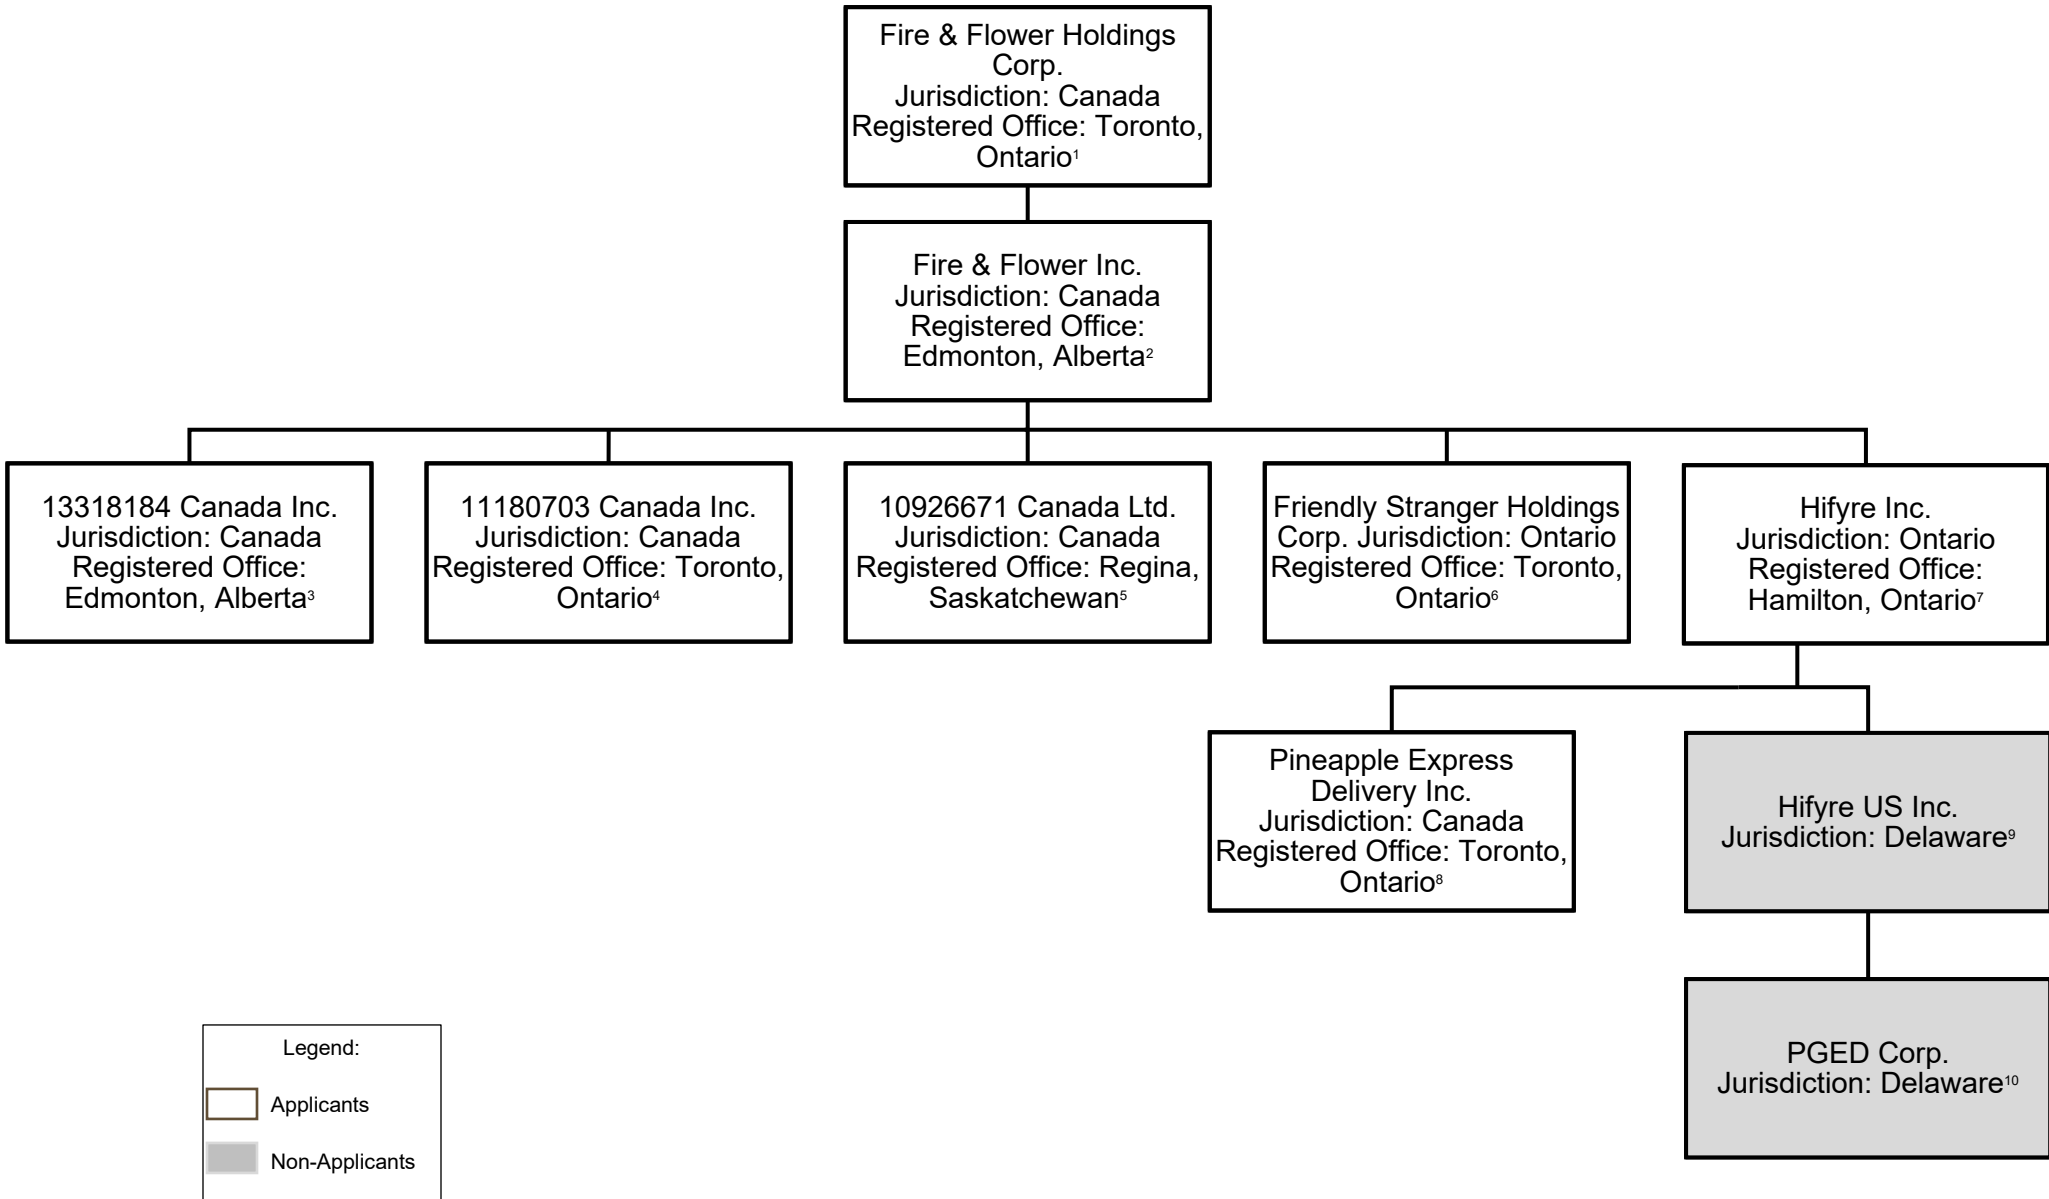 Fire & Flower Holdings
Corp.
Jurisdiction: Canada
Registered Office: Toronto,
Ontario¹
Fire & Flower Inc.
Jurisdiction: Canada
Registered Office:
Edmonton, Alberta²
13318184 Canada Inc.
Jurisdiction: Canada
Registered Office:
Edmonton, Alberta³
11180703 Canada Inc.
Jurisdiction: Canada
Registered Office: Toronto,
Ontario⁴
10926671 Canada Ltd.
Jurisdiction: Canada
Registered Office: Regina,
Saskatchewan⁵
Friendly Stranger Holdings
Corp. Jurisdiction: Ontario
Registered Office: Toronto,
Ontario⁶
Hifyre Inc.
Jurisdiction: Ontario
Registered Office:
Hamilton, Ontario⁷
Pineapple Express
Delivery Inc.
Jurisdiction: Canada
Registered Office: Toronto,
Ontario⁸
Hifyre US Inc.
Jurisdiction: Delaware⁹
PGED Corp.
Jurisdiction: Delaware¹⁰
Legend:
Applicants
Non-Applicants